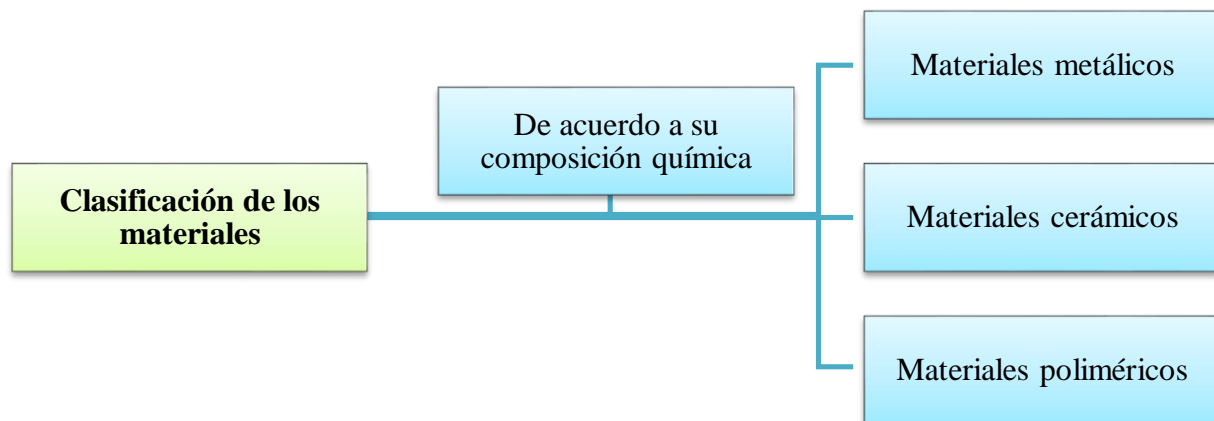 Clasificación de los
materiales
De acuerdo a su
composición química
Materiales metálicos
Materiales cerámicos
Materiales poliméricos